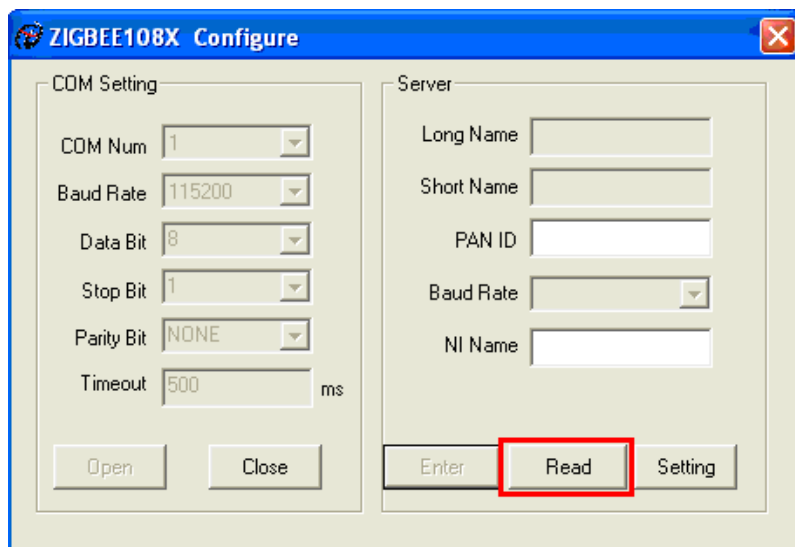 ZIGBEE108X Configure
COM Setting
COM Num 1
Baud Rate 115200
Data Bit 8
Stop Bit 1
Parity Bit NONE
Timeout 500 ms
Open Close
Server
Long Name
Short Name
PAN ID
Baud Rate
NI Name
Enter Read Setting